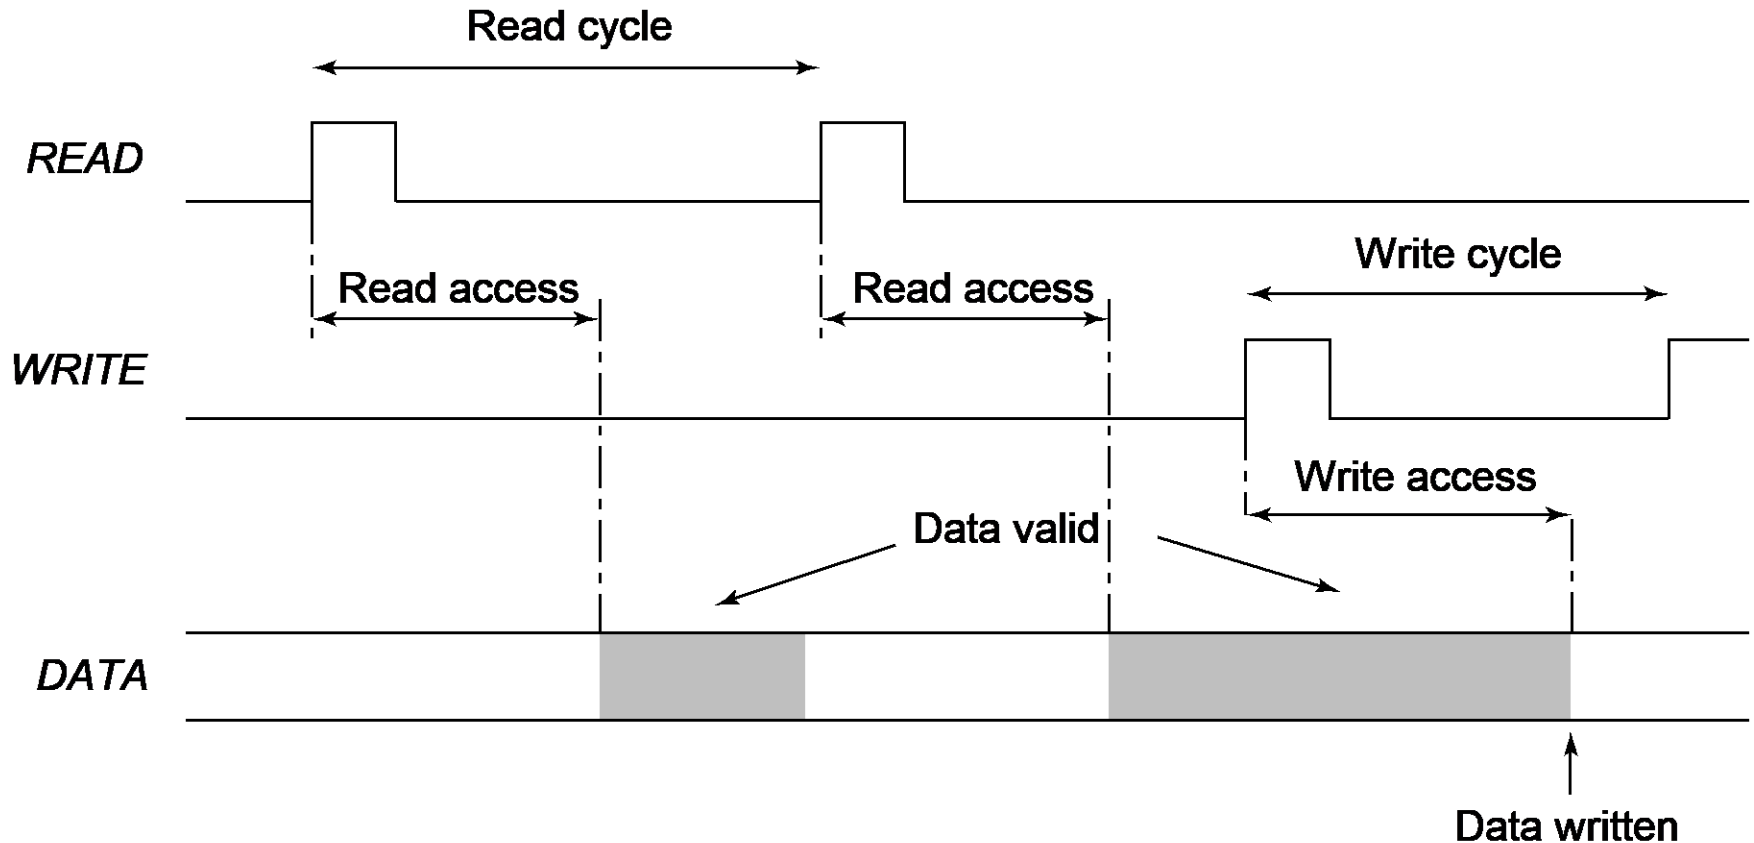 Read cycle
READ
Write cycle
Read access
Read access
WRITE
Write access
Data valid
DATA
Data written